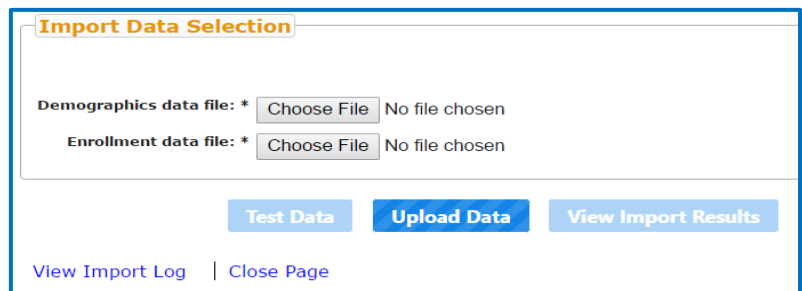 Import Data Selection
Demographics data file: * Choose File No file chosen
Enrollment data file: * Choose File No file chosen
Test Data Upload Data View Import Results
View Import Log | Close Page